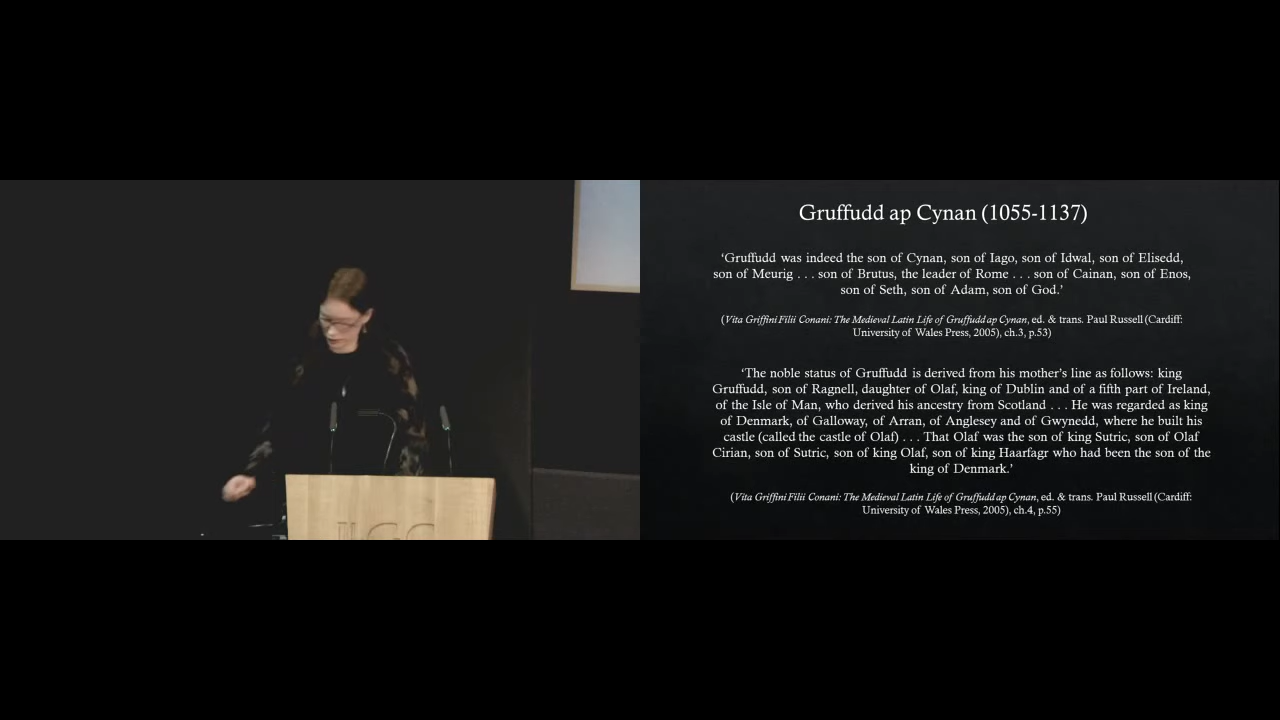 Gruffudd ap Cynan (1055-1137)
‘Gruffudd was indeed the son of Cynan, son of Iago, son of Idwal, son of Elisedd,
son of Meurig . . . son of Brutus, the leader of Rome . . . son of Cainan, son of Enos,
son of Seth, son of Adam, son of God.’
(Vita Griffini Filii Conani: The Medieval Latin Life of Gruffudd ap Cynan, ed. & trans. Paul Russell (Cardiff:
University of Wales Press, 2005), ch.3, p.53)
‘The noble status of Gruffudd is derived from his mother’s line as follows: king
Gruffudd, son of Ragnell, daughter of Olaf, king of Dublin and of a fifth part of Ireland,
of the Isle of Man, who derived his ancestry from Scotland . . . He was regarded as king
of Denmark, of Galloway, of Arran, of Anglesey and of Gwynedd, where he built his
castle (called the castle of Olaf) . . . That Olaf was the son of king Sutric, son of Olaf
Cirian, son of Sutric, son of king Olaf, son of king Haarfagr who had been the son of the
king of Denmark.’
(Vita Griffini Filii Conani: The Medieval Latin Life of Gruffudd ap Cynan, ed. & trans. Paul Russell (Cardiff:
University of Wales Press, 2005), ch.4, p.55)